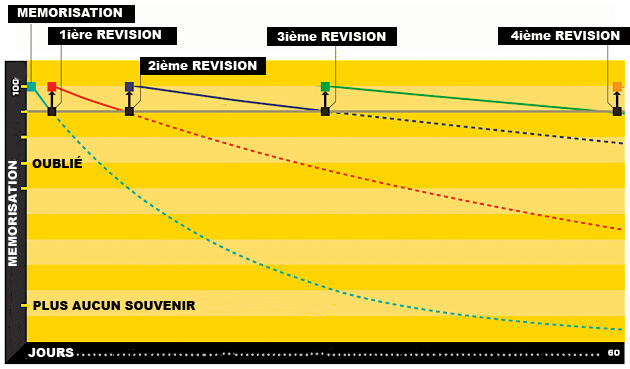 MEMORISATION
1ière REVISION
3ième REVISION
4ième REVISION
2ième REVISION
100
MEMORISATION
OUBLIÉ
PLUS AUCUN SOUVENIR
JOURS
60